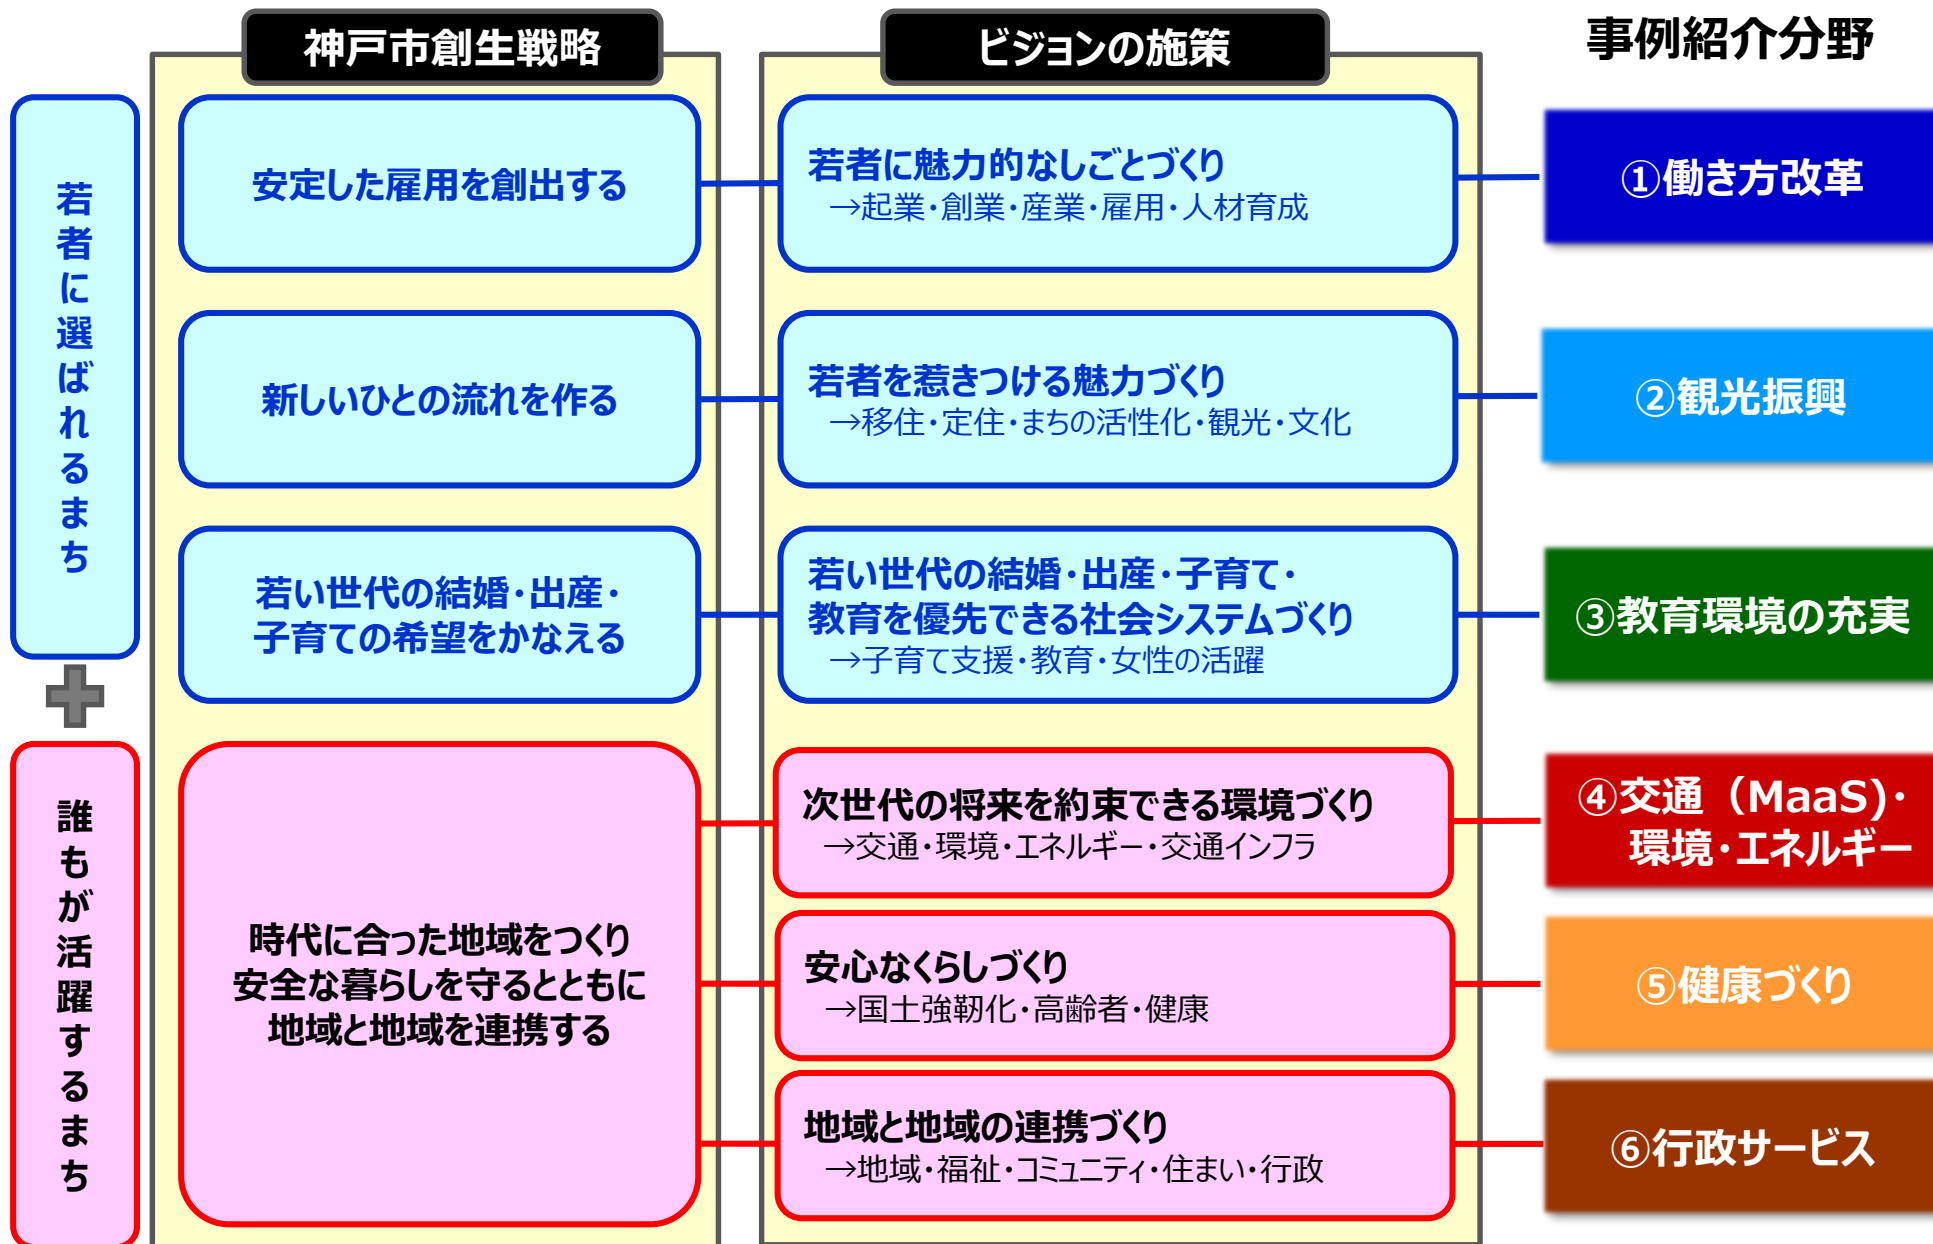 神戸市創生戦略
ビジョンの施策
事例紹介分野
若者に選ばれるまち
安定した雇用を創出する
若者に魅力的なしごとづくり
→起業・創業・産業・雇用・人材育成
①働き方改革
新しいひとの流れを作る
若者を惹きつける魅力づくり
→移住・定住・まちの活性化・観光・文化
②観光振興
若い世代の結婚・出産・
子育ての希望をかなえる
若い世代の結婚・出産・子育て・
教育を優先できる社会システムづくり
→子育て支援・教育・女性の活躍
③教育環境の充実
誰もが活躍するまち
時代に合った地域をつくり
安全な暮らしを守るとともに
地域と地域を連携する
次世代の将来を約束できる環境づくり
→交通・環境・エネルギー・交通インフラ
④交通（MaaS)・
環境・エネルギー
安心なくらしづくり
→国土強靭化・高齢者・健康
⑤健康づくり
地域と地域の連携づくり
→地域・福祉・コミュニティ・住まい・行政
⑥行政サービス